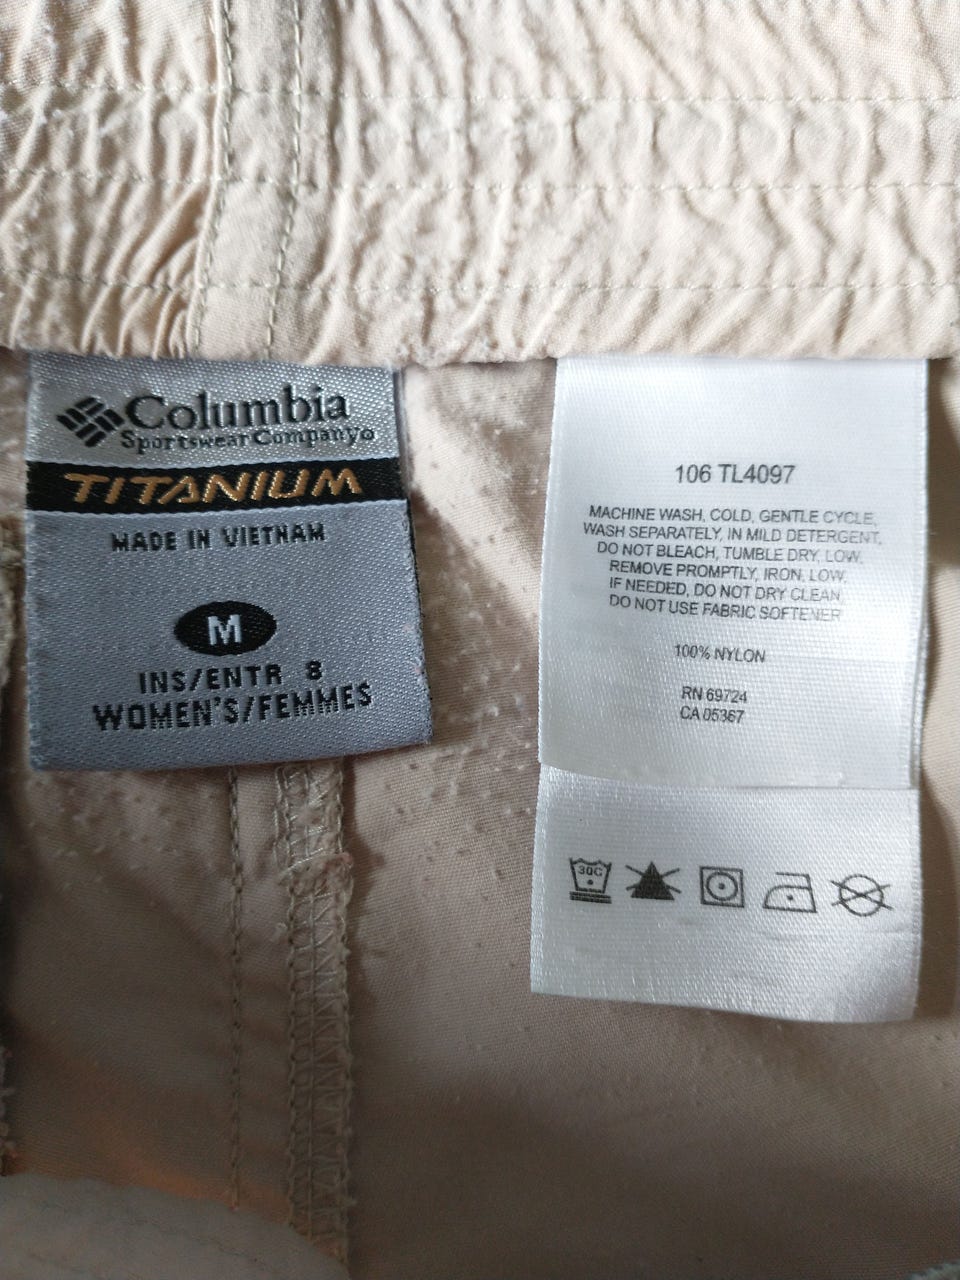 Columbia
Sportswear Company®
TITANIUM
MADE IN VIETNAM
M
INS/ENTR 8
WOMEN'S/FEMMES
106 TL4097
MACHINE WASH, COLD, GENTLE CYCLE,
WASH SEPARATELY, IN MILD DETERGENT,
DO NOT BLEACH, TUMBLE DRY, LOW.
REMOVE PROMPTLY, IRON, LOW,
IF NEEDED, DO NOT DRY CLEAN,
DO NOT USE FABRIC SOFTENER
100% NYLON
RN 69724
CA 05367
30C